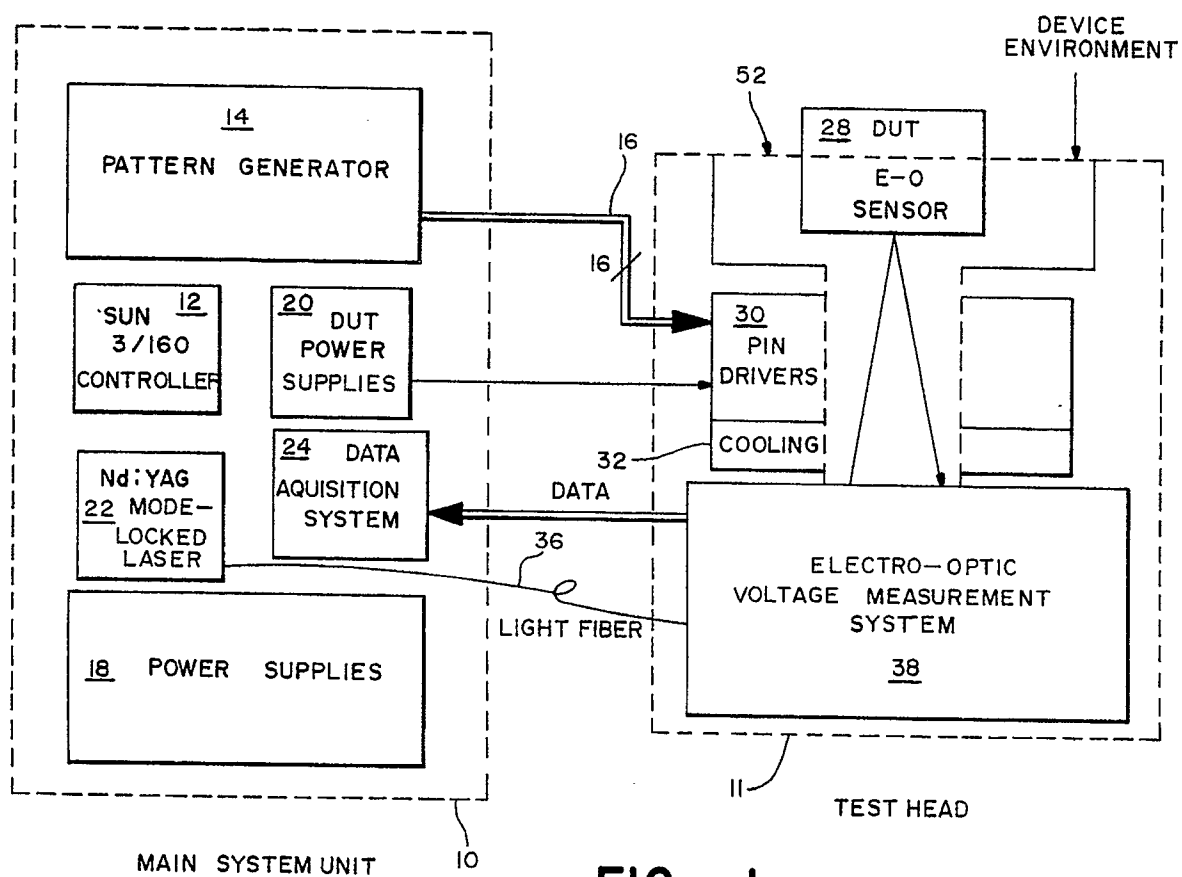 DEVICE
ENVIRONMENT
52
14
PATTERN GENERATOR
28 DUT
E-O
SENSOR
16
16
SUN 12
3/160
CONTROLLER
20
DUT
POWER
SUPPLIES
30
PIN
DRIVERS
COOLING
32
24 DATA
AQUISITION
SYSTEM
DATA
Nd:YAG
22 MODE-
LOCKED
LASER
36
LIGHT FIBER
ELECTRO-OPTIC
VOLTAGE MEASUREMENT
SYSTEM
38
18 POWER SUPPLIES
11
TEST HEAD
10
MAIN SYSTEM UNIT